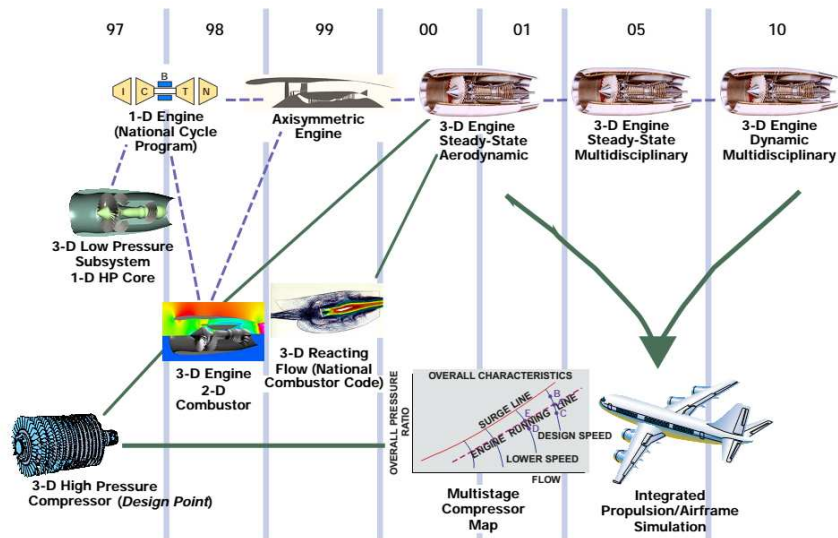 97
98
99
00
01
05
10
B
I C T N
1-D Engine
(National Cycle
Program)
Axisymmetric
Engine
3-D Engine
Steady-State
Aerodynamic
3-D Engine
Steady-State
Multidisciplinary
3-D Engine
Dynamic
Multidisciplinary
3-D Low Pressure
Subsystem
1-D HP Core
3-D Engine
2-D
Combustor
3-D Reacting
Flow (National
Combustor Code)
OVERALL PRESSURE
RATIO
OVERALL CHARACTERISTICS
SURGE LINE
ENGINE RUNNING LINE
B
C
E
D
DESIGN SPEED
LOWER SPEED
FLOW
3-D High Pressure
Compressor (Design Point)
Multistage
Compressor
Map
Integrated
Propulsion/Airframe
Simulation